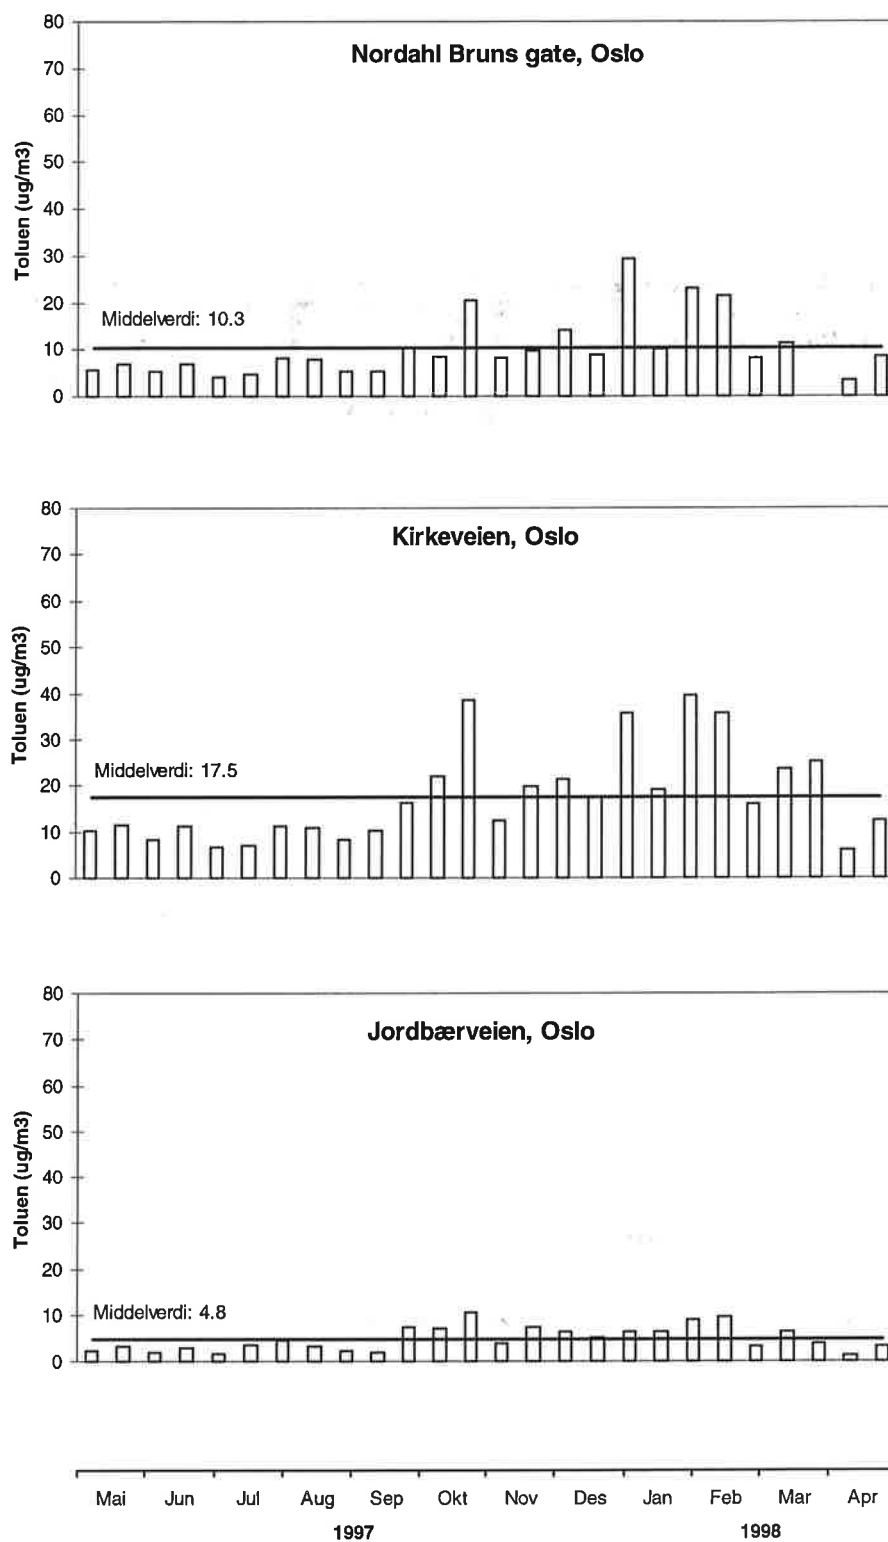 Nordahl Bruns gate, Oslo
Toluen (ug/m3)
80
70
60
50
40
30
20
10
0
Middelverdi: 10.3
Kirkeveien, Oslo
Toluen (ug/m3)
80
70
60
50
40
30
20
10
0
Middelverdi: 17.5
Jordbærveien, Oslo
Toluen (ug/m3)
80
70
60
50
40
30
20
10
0
Middelverdi: 4.8
Mai Jun Jul Aug Sep Okt Nov Des Jan Feb Mar Apr
1997 1998